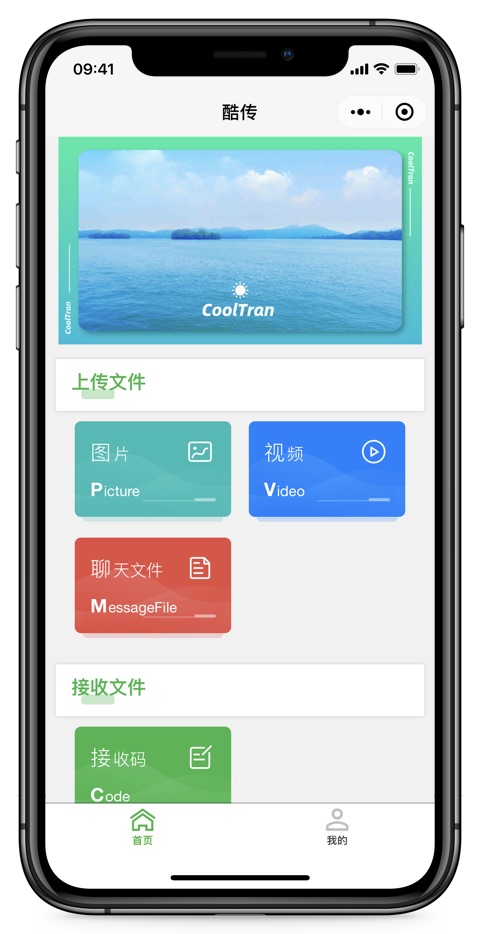 09:41
酷传
CoolTran
CoolTran
CoolTran
上传文件
图片
Picture
视频
Video
聊天文件
MessageFile
接收文件
接收码
Code
首页
我的